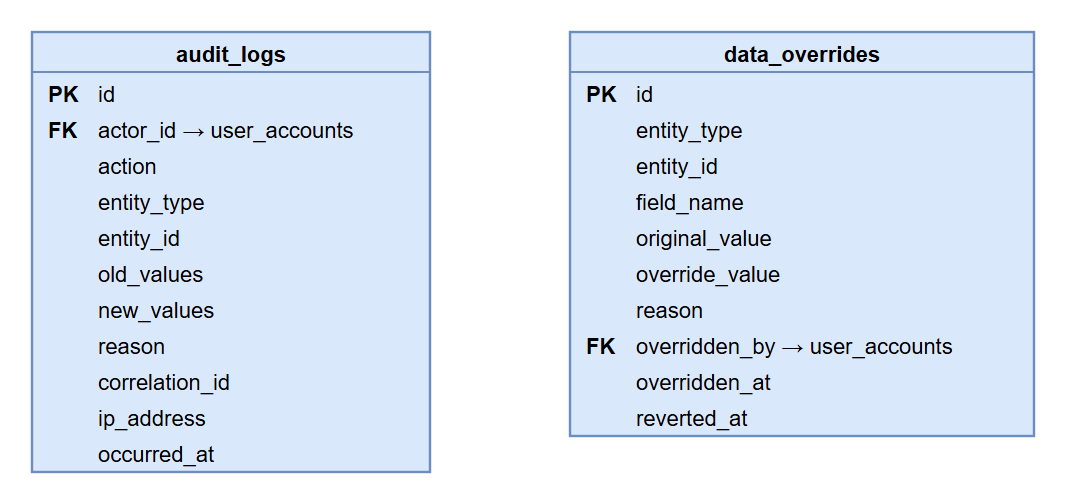 audit_logs
PK id
FK actor_id → user_accounts
action
entity_type
entity_id
old_values
new_values
reason
correlation_id
ip_address
occurred_at
data_overrides
PK id
entity_type
entity_id
field_name
original_value
override_value
reason
FK overridden_by → user_accounts
overridden_at
reverted_at